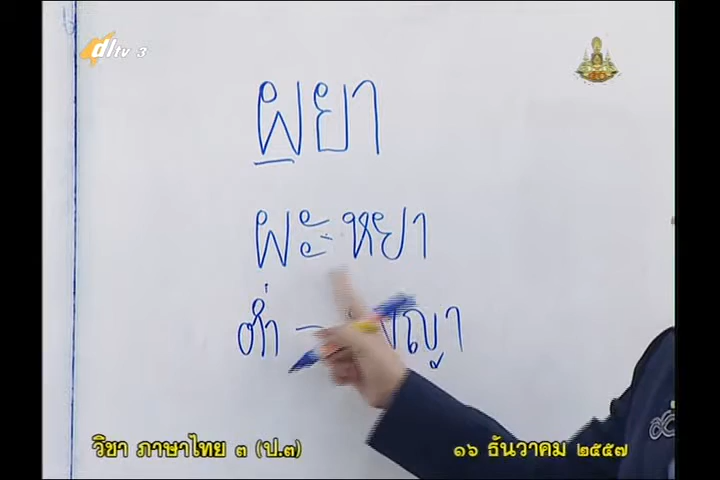 dltv 3
ผยา
ผะหยา
ต่ำ – ญา
วิชา ภาษาไทย ๓ (ป.๓)
๑๖ ธันวาคม ๒๕๕๗